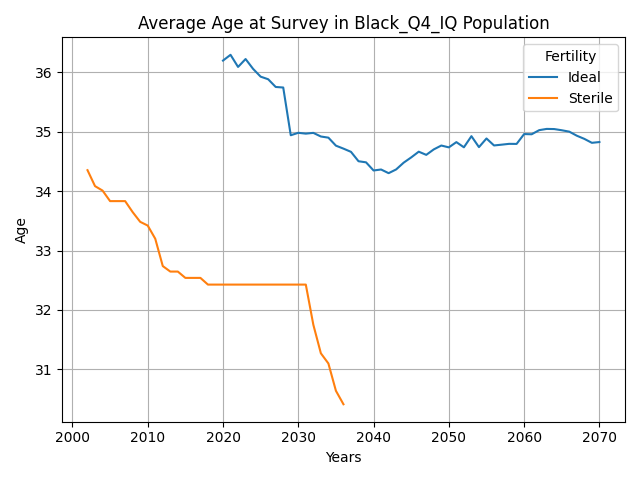 Average Age at Survey in Black_Q4_IQ Population
Fertility
Ideal
Sterile
Age
36
35
34
33
32
31
2000 2010 2020 2030 2040 2050 2060 2070
Years